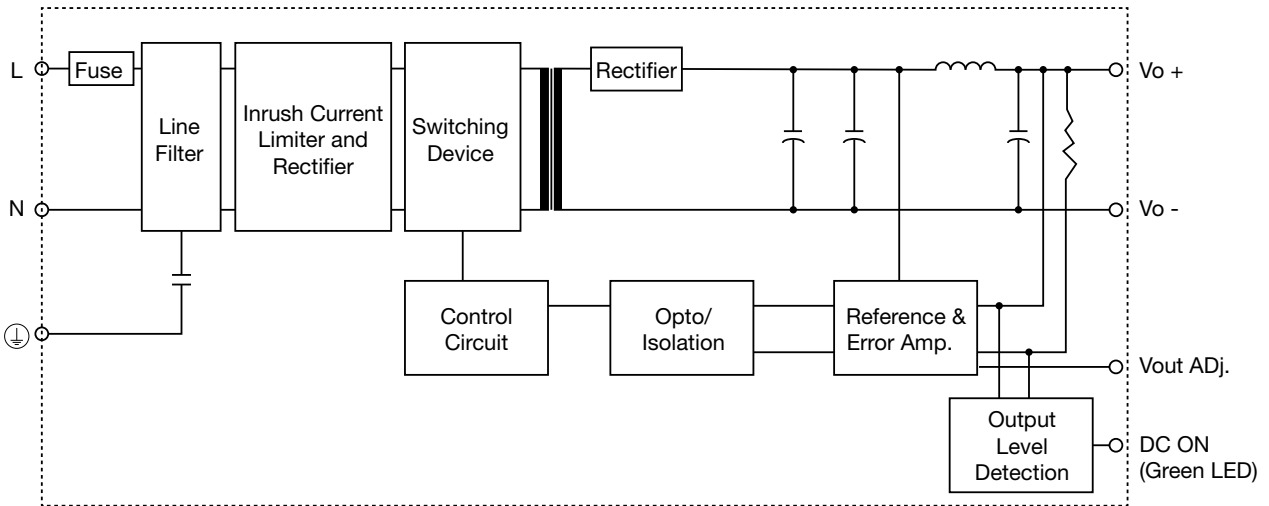 L
Fuse
Line
Filter
Inrush Current
Limiter and
Rectifier
Switching
Device
Rectifier
Vo +
N
Vo -
Control
Circuit
Opto/
Isolation
Reference &
Error Amp.
Vout ADj.
Output
Level
Detection
DC ON
(Green LED)